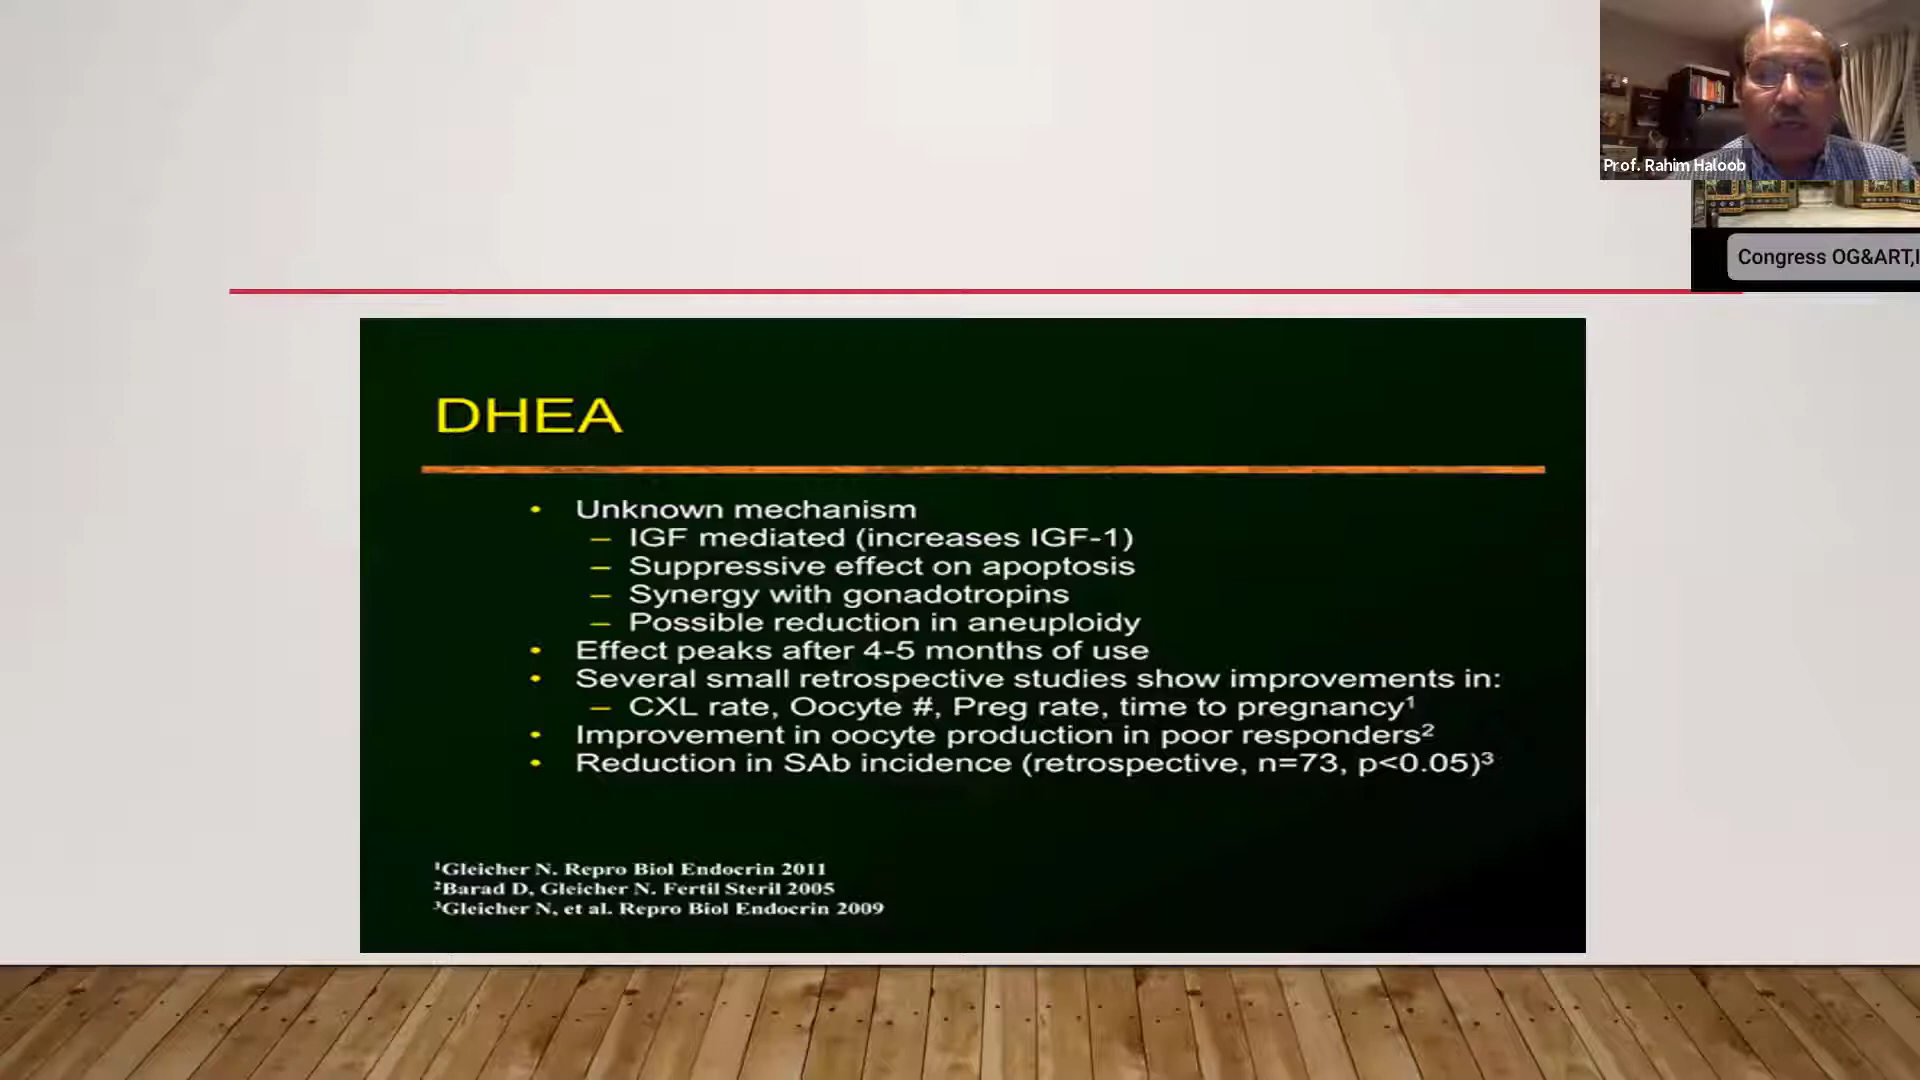 Prof. Rahim Haloob
Congress OG&ART,I
DHEA
• Unknown mechanism
– IGF mediated (increases IGF-1)
– Suppressive effect on apoptosis
– Synergy with gonadotropins
– Possible reduction in aneuploidy
• Effect peaks after 4-5 months of use
• Several small retrospective studies show improvements in:
– CXL rate, Oocyte #, Preg rate, time to pregnancy¹
• Improvement in oocyte production in poor responders²
• Reduction in SAb incidence (retrospective, n=73, p<0.05)³
¹Gleicher N. Repro Biol Endocrin 2011
²Barad D, Gleicher N. Fertil Steril 2005
³Gleicher N, et al. Repro Biol Endocrin 2009